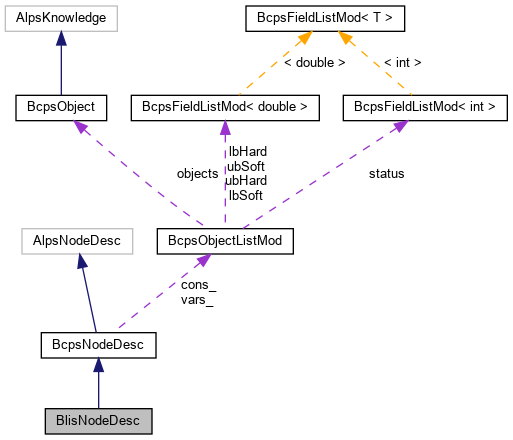 AlpsKnowledge
BcpsFieldListMod< T >
< double >
< int >
BcpsObject
BcpsFieldListMod< double >
BcpsFieldListMod< int >
lbHard
ubSoft
ubHard
lbSoft
objects
status
AlpsNodeDesc
BcpsObjectListMod
cons_
vars_
BcpsNodeDesc
BlisNodeDesc